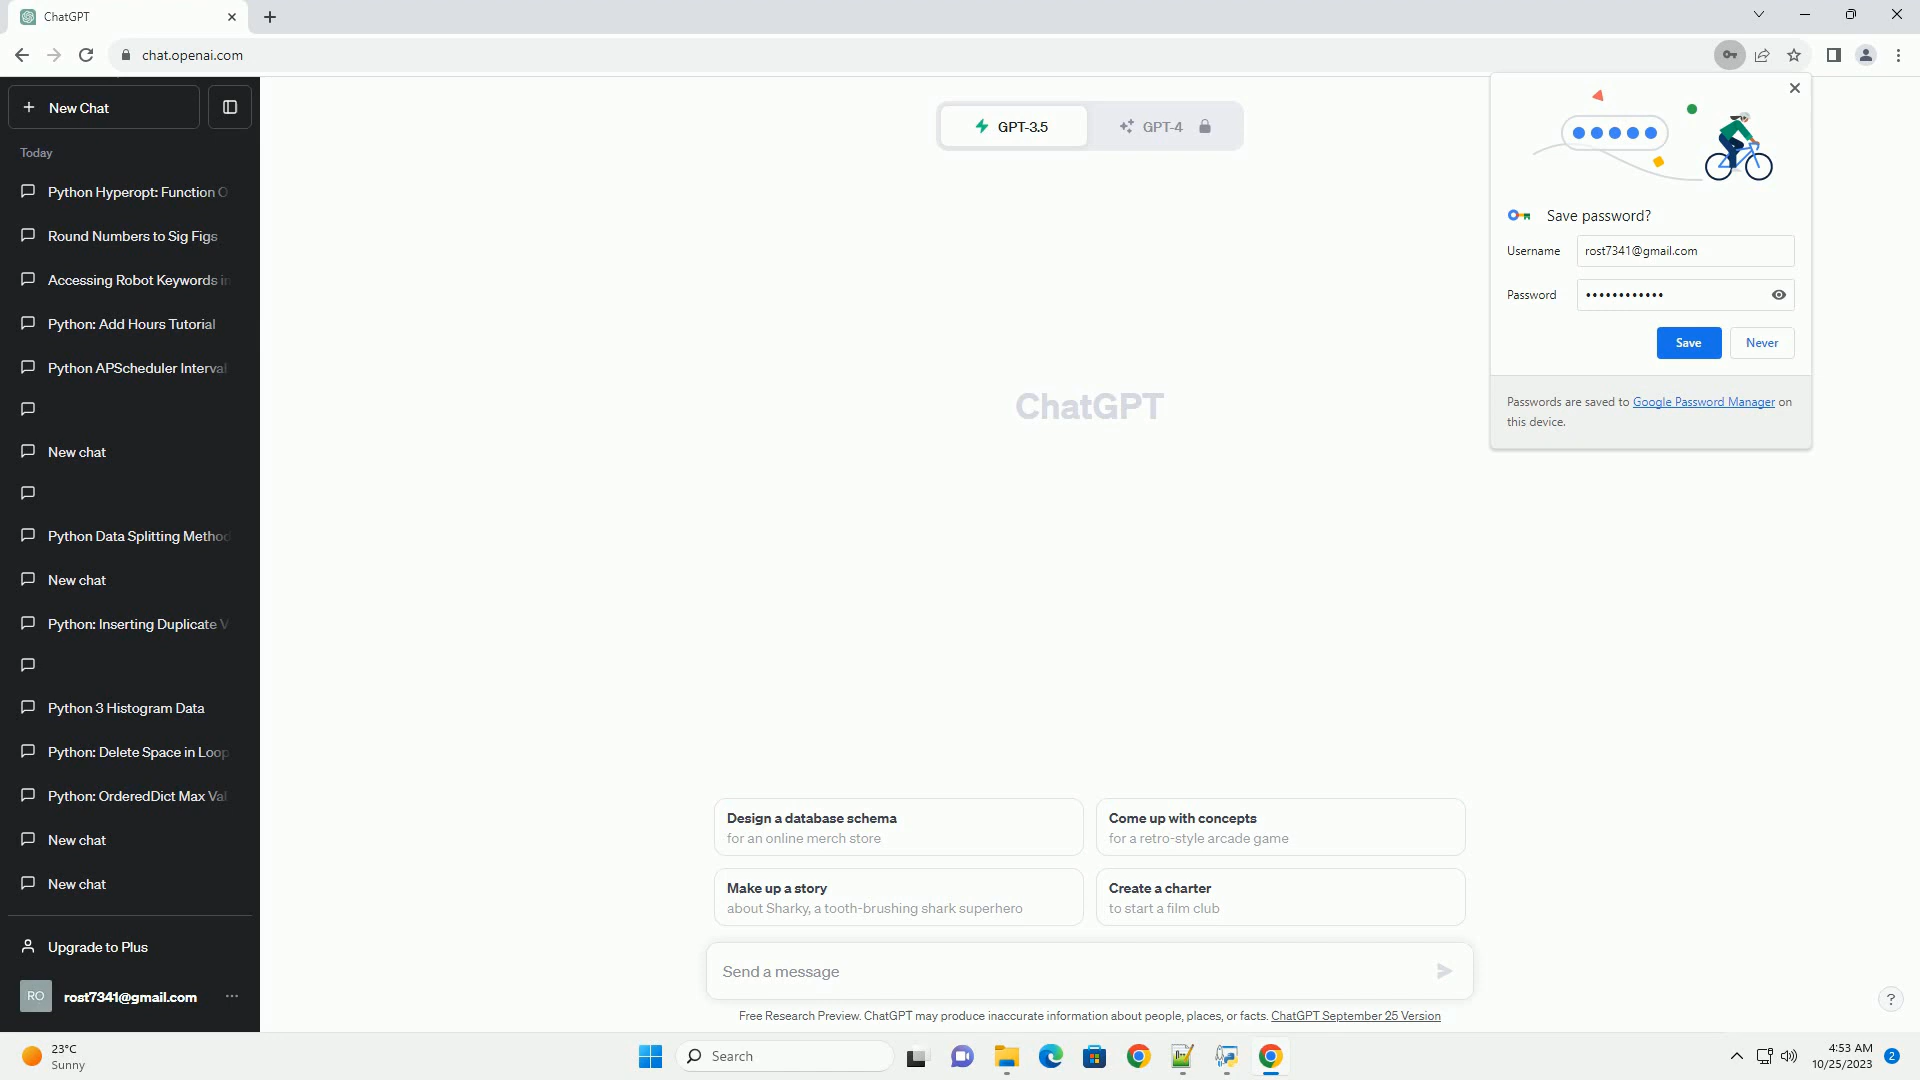 ChatGPT
chat.openai.com
New Chat
Today
Python Hyperopt: Function O
Round Numbers to Sig Figs
Accessing Robot Keywords in
Python: Add Hours Tutorial
Python APScheduler Interval
New chat
Python Data Splitting Method
New chat
Python: Inserting Duplicate V
Python 3 Histogram Data
Python: Delete Space in Loop
Python: OrderedDict Max Val
New chat
New chat
Upgrade to Plus
RO
rost7341@gmail.com
GPT-3.5
GPT-4
ChatGPT
Design a database schema
for an online merch store
Come up with concepts
for a retro-style arcade game
Make up a story
about Sharky, a tooth-brushing shark superhero
Create a charter
to start a film club
Send a message
Free Research Preview. ChatGPT may produce inaccurate information about people, places, or facts. ChatGPT September 25 Version
?
Save password?
Username
rost7341@gmail.com
Password
••••••••••••
Save
Never
Passwords are saved to Google Password Manager on
this device.
23°C
Sunny
Search
4:53 AM
10/25/2023
2